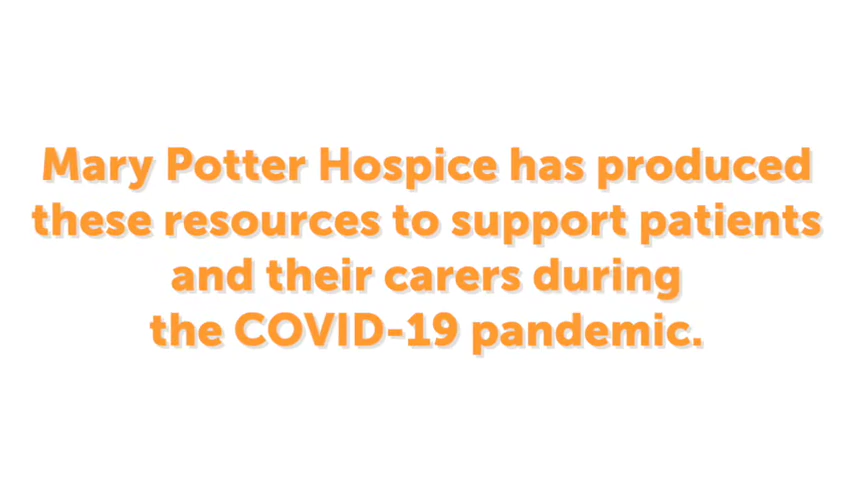 Mary Potter Hospice has produced
these resources to support patients
and their carers during
the COVID-19 pandemic.